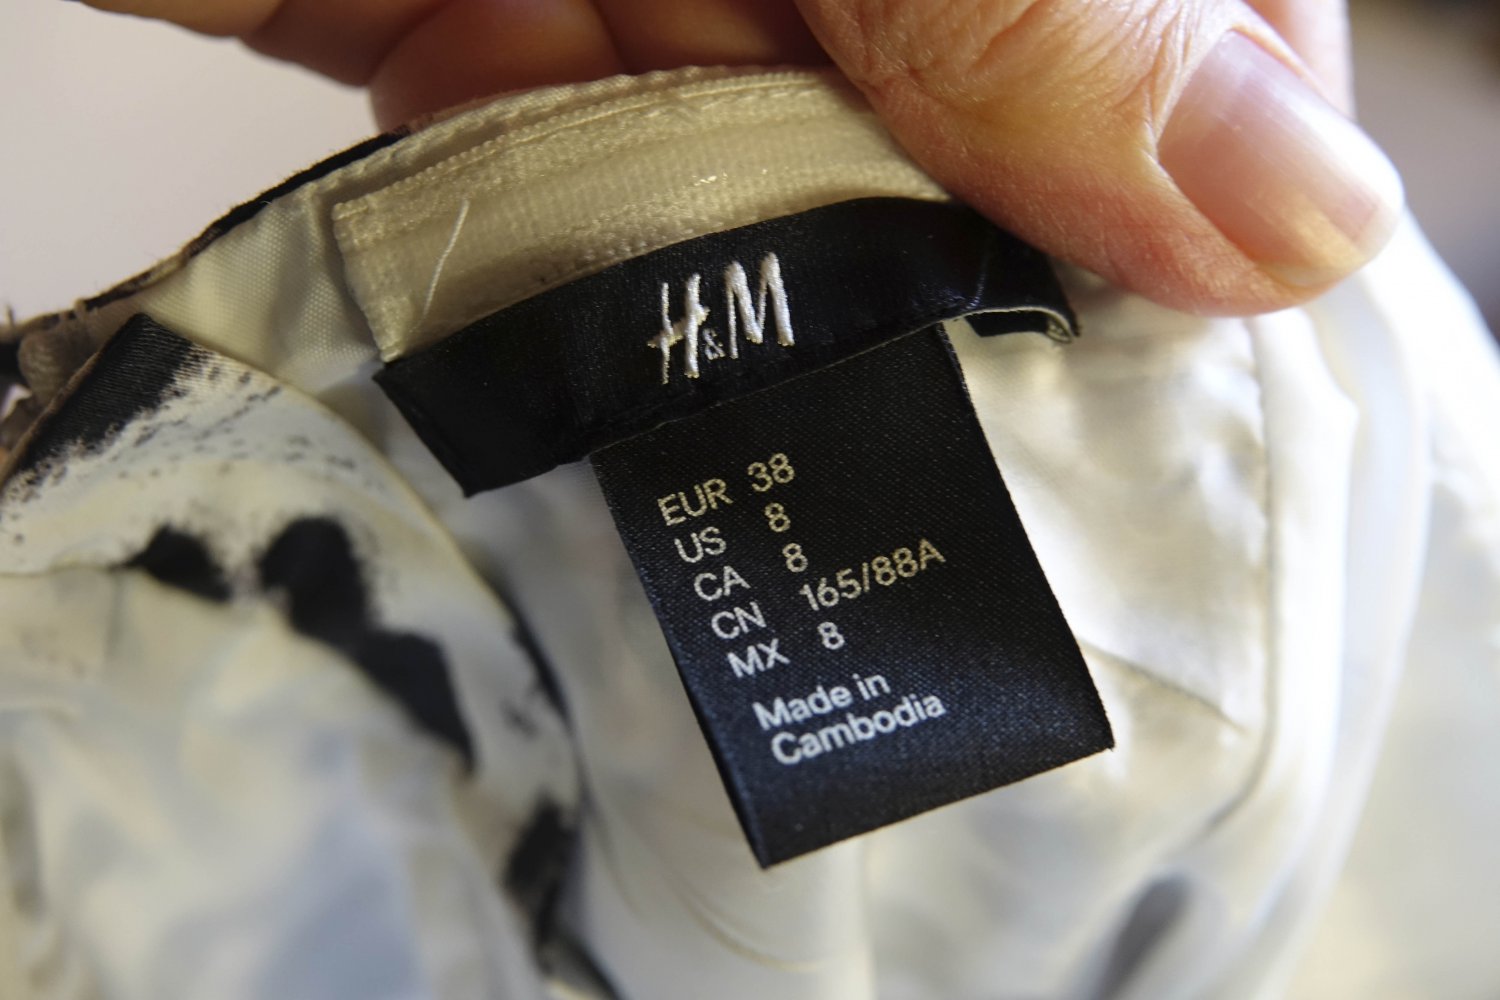 H&M
EUR 38
US 8
CA 8
CN 165/88A
MX 8
Made in
Cambodia